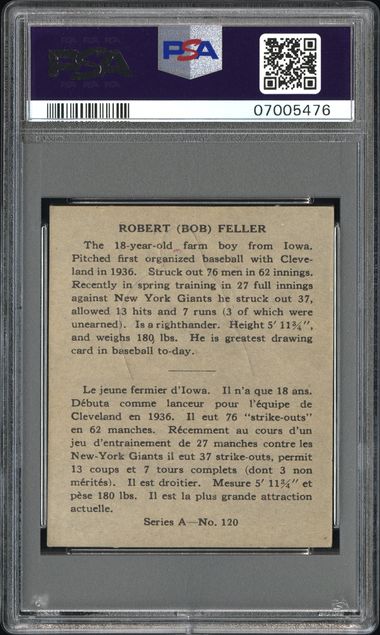 PSA
PSA
07005476
ROBERT (BOB) FELLER
The 18-year-old farm boy from Iowa.
Pitched first organized baseball with Cleve-
land in 1936. Struck out 76 men in 62 innings.
Recently in spring training in 27 full innings
against New York Giants he struck out 37,
allowed 13 hits and 7 runs (3 of which were
unearned). Is a righthander. Height 5' 11¾",
and weighs 180 lbs. He is greatest drawing
card in baseball to-day.
Le jeune fermier d'Iowa. Il n'a que 18 ans.
Débuta comme lanceur pour l'équipe de
Cleveland en 1936. Il eut 76 "strike-outs"
en 62 manches. Récemment au cours d'un
jeu d'entrainement de 27 manches contre les
New-York Giants il eut 37 strike-outs, permit
13 coups et 7 tours complets (dont 3 non
mérités). Il est droitier. Mesure 5' 11¾" et
pèse 180 lbs. Il est la plus grande attraction
actuelle.
Series A—No. 120